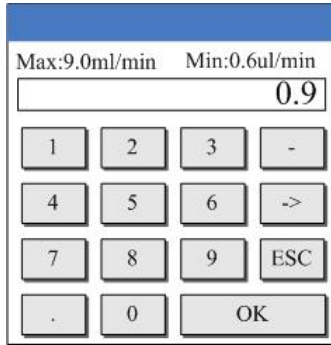 Max:9.0ml/min Min:0.6ul/min
0.9
1 2 3 -
4 5 6 ->
7 8 9 ESC
. 0 OK